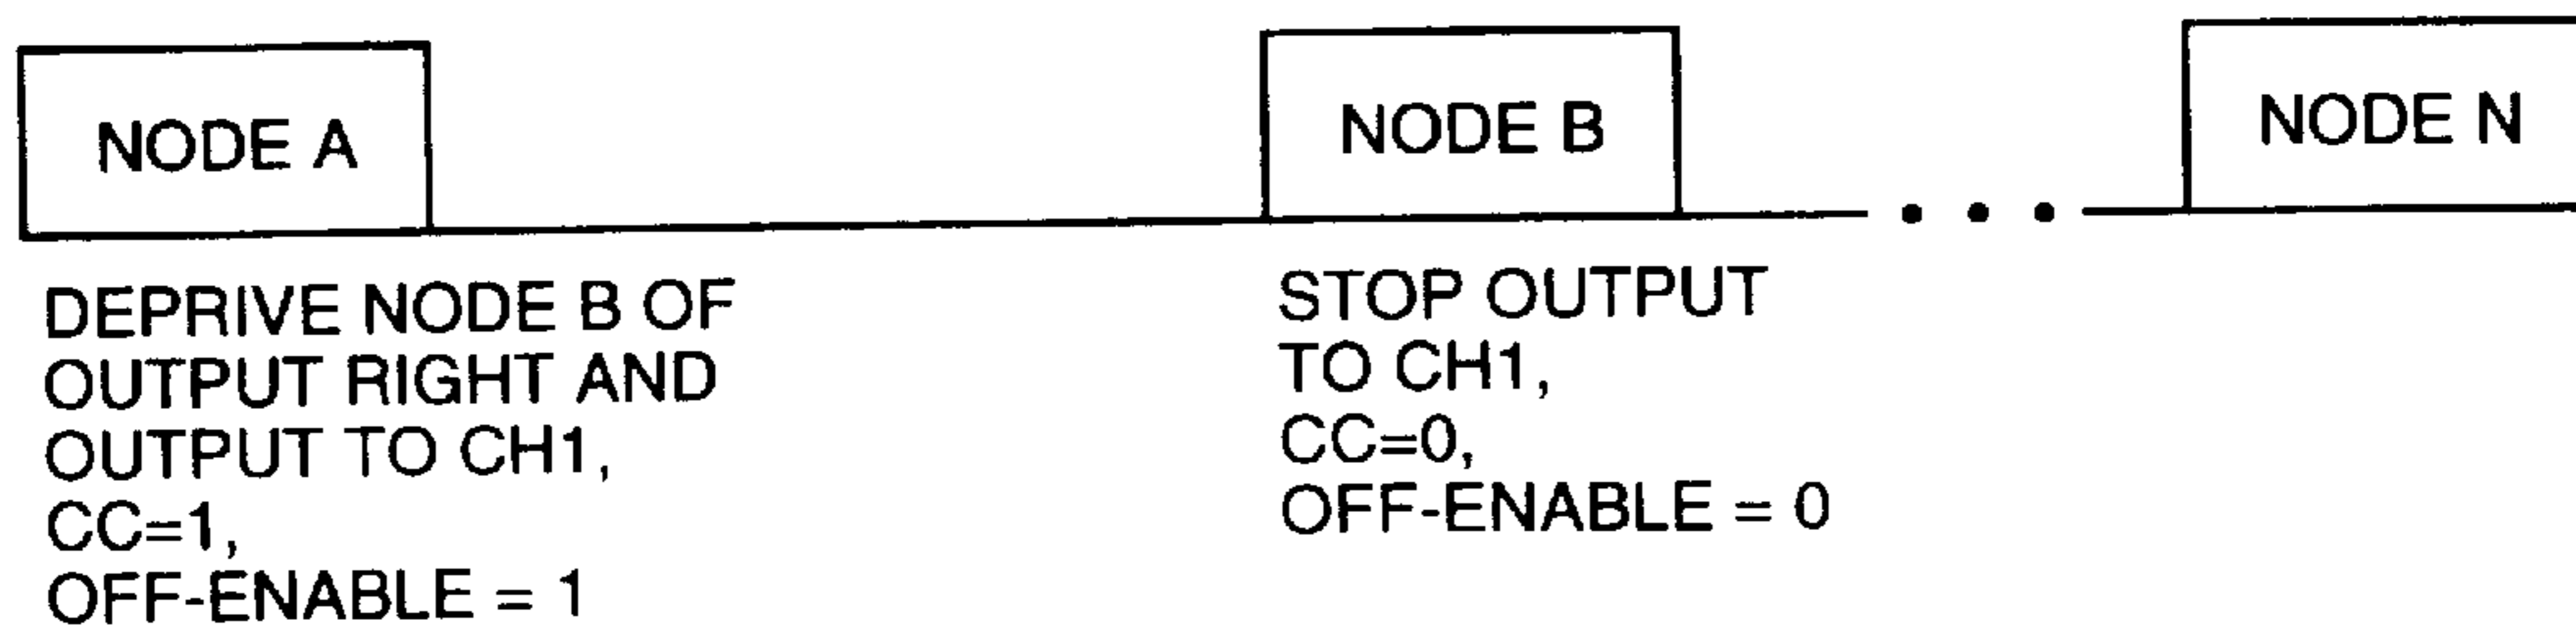 NODE A
NODE B
NODE N
DEPRIVE NODE B OF
OUTPUT RIGHT AND
OUTPUT TO CH1,
CC=1,
OFF-ENABLE = 1
STOP OUTPUT
TO CH1,
CC=0,
OFF-ENABLE = 0